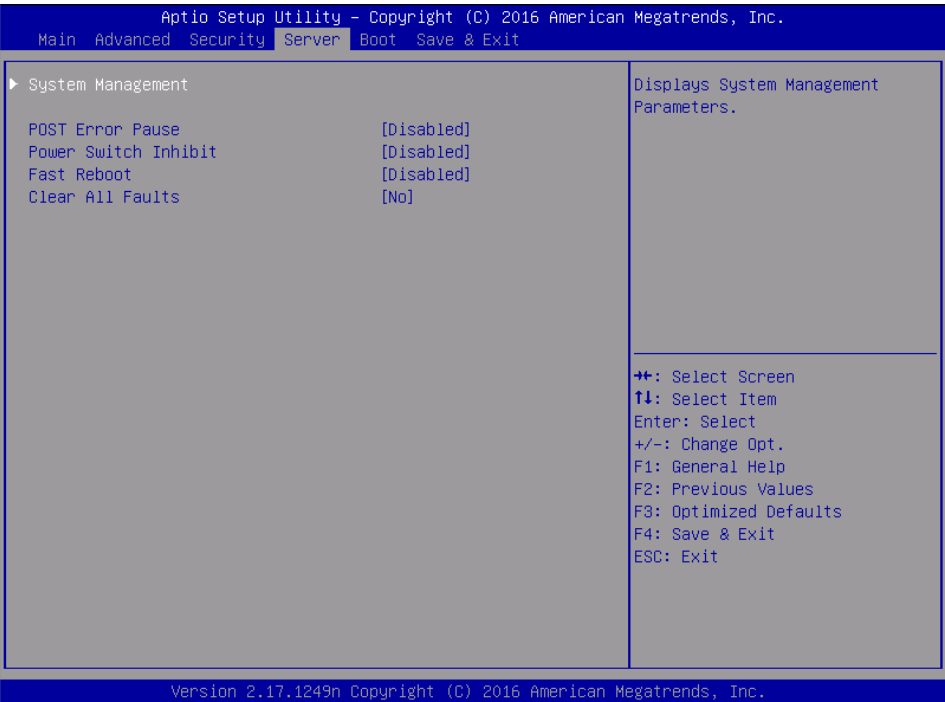 Aptio Setup Utility – Copyright (C) 2016 American Megatrends, Inc.
Main Advanced Security Server Boot Save & Exit
▶ System Management
POST Error Pause [Disabled]
Power Switch Inhibit [Disabled]
Fast Reboot [Disabled]
Clear All Faults [No]
Displays System Management
Parameters.
→←: Select Screen
↑↓: Select Item
Enter: Select
+/-: Change Opt.
F1: General Help
F2: Previous Values
F3: Optimized Defaults
F4: Save & Exit
ESC: Exit
Version 2.17.1249n Copyright (C) 2016 American Megatrends, Inc.